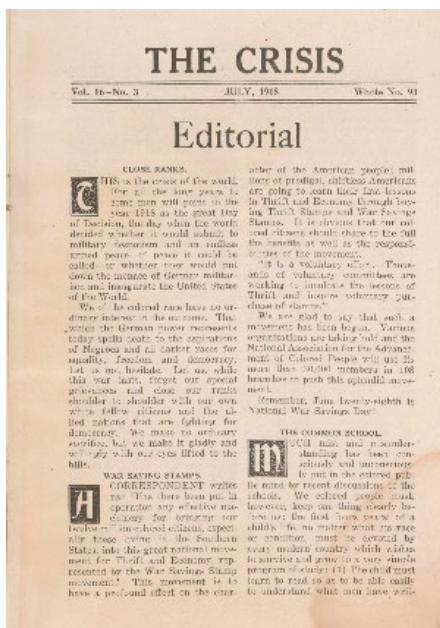 THE CRISIS
Vol. 16—No. 3 JULY, 1918 Whole No. 93
Editorial
CLOSE RANKS.
THIS is the crisis of the world.
For all the long years to
come men will point to the
year 1918 as the great Day
of Decision, the day when the world
decided whether it would submit to
military despotism and an endless
armed peace—if peace it could be
called—or whether they would put
down the menace of German militar-
ism and inaugurate the United States
of the World.
We of the colored race have no or-
dinary interest in the outcome. That
which the German power represents
today spells death to the aspirations
of Negroes and all darker races for
equality, freedom and democracy.
Let us not hesitate. Let us, while
this war lasts, forget our special
grievances and close our ranks
shoulder to shoulder with our own
white fellow citizens and the al-
lied nations that are fighting for
democracy. We make no ordinary
sacrifice, but we make it gladly and
willingly with our eyes lifted to the
hills.
WAR SAVING STAMPS.
A CORRESPONDENT writes
us: "Has there been put in
operation any effective ma-
chinery for bringing our
twelve million colored citizens, especi-
ally those living in the Southern
States, into this great national move-
ment for Thrift and Economy, rep-
resented by the War Savings Stamp
movement? This movement is to
have a profound effect on the char-
acter of the American people; mil-
lions of prodigal, shiftless Americans
are going to learn their first lessons
in Thrift and Economy through buy-
ing Thrift Stamps and War Savings
Stamps. It is obvious that our col-
ored citizens should share to the full
the benefits as well as the responsi-
bilities of the movement.
"It is a voluntary effort. Thous-
ands of voluntary committees are
working to inculcate the lessons of
Thrift and inspire voluntary pur-
chase of stamps."
We are glad to say that such a
movement has been begun. Various
organizations are taking hold and the
National Association for the Advance-
ment of Colored People will use its
more than members in 108
branches to push this splendid move-
ment.
Remember, June twenty-eighth is
National War Savings Day!
THE COMMON SCHOOL.
MUCH mist and misunder-
standing has been con-
sciously and unconscious-
ly put in the colored pub-
lic mind by recent discussions of the
schools. We colored people must,
however, keep one thing clearly be-
fore us: the first years of a
child's life, no matter what its race
or condition, must be devoted by
every modern country which wishes
to survive and grow to a very simple
program of study: (1) The child must
learn to read so as to be able easily
to understand what men have writ-